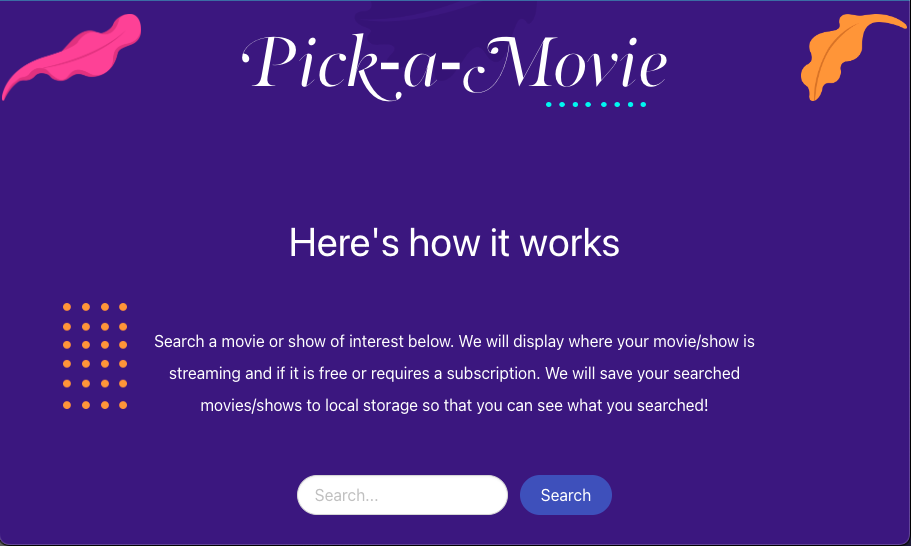 Pick-a-Movie
Here's how it works
Search a movie or show of interest below. We will display where your movie/show is
streaming and if it is free or requires a subscription. We will save your searched
movies/shows to local storage so that you can see what you searched!
Search... Search